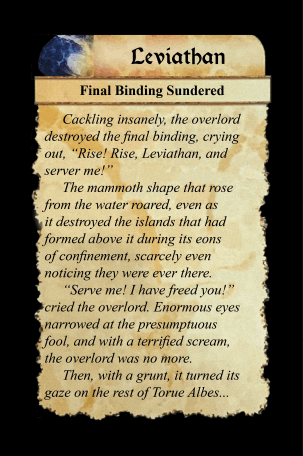 Leviathan
Final Binding Sundered
Cackling insanely, the overlord
destroyed the final binding, crying
out, “Rise! Rise, Leviathan, and
server me!”
The mammoth shape that rose
from the water roared, even as
it destroyed the islands that had
formed above it during its eons
of confinement, scarcely even
noticing they were ever there.
“Serve me! I have freed you!”
cried the overlord. Enormous eyes
narrowed at the presumptuous
fool, and with a terrified scream,
the overlord was no more.
Then, with a grunt, it turned its
gaze on the rest of Torue Albes...